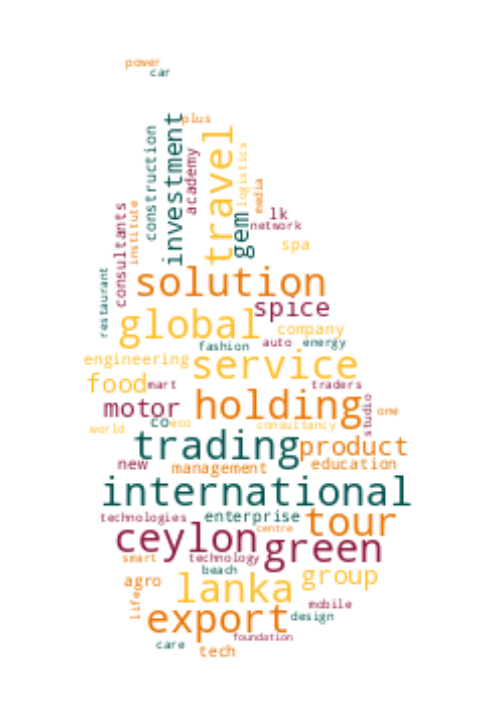 power
car
plus
construction
investment
academy
travel
logistics
gem
media
lk
network
spa
consultants
institute
restaurant
solution
spice
global
company
fashion
auto
energy
engineering
service
food
mart
traders
motor
holding
studio
one
world
co
eco
consultancy
trading
product
new
management
education
international
technologies
enterprise
tour
centre
ceylon
green
smart
technology
beach
agro
lanka
group
life
export
mobile
design
foundation
care
tech